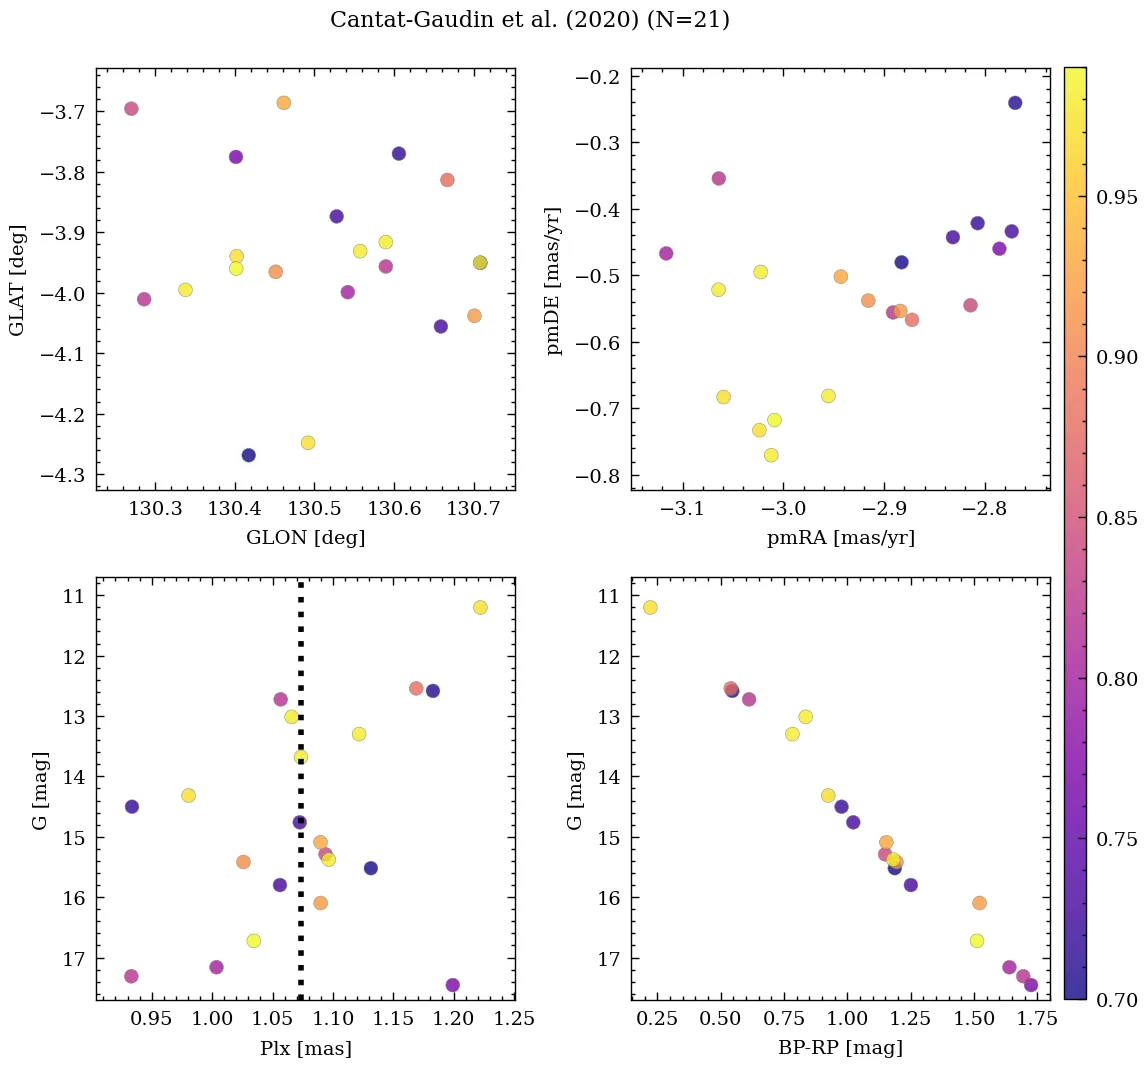 Cantat-Gaudin et al. (2020) (N=21)
−3.7
−3.8
−3.9
−4.0
−4.1
−4.2
−4.3
GLAT [deg]
130.3 130.4 130.5 130.6 130.7
GLON [deg]
−0.2
−0.3
−0.4
−0.5
−0.6
−0.7
−0.8
pmDE [mas/yr]
−3.1 −3.0 −2.9 −2.8
pmRA [mas/yr]
11
12
13
14
15
16
17
G [mag]
0.95 1.00 1.05 1.10 1.15 1.20 1.25
Plx [mas]
11
12
13
14
15
16
17
G [mag]
0.25 0.50 0.75 1.00 1.25 1.50 1.75
BP-RP [mag]
0.95
0.90
0.85
0.80
0.75
0.70